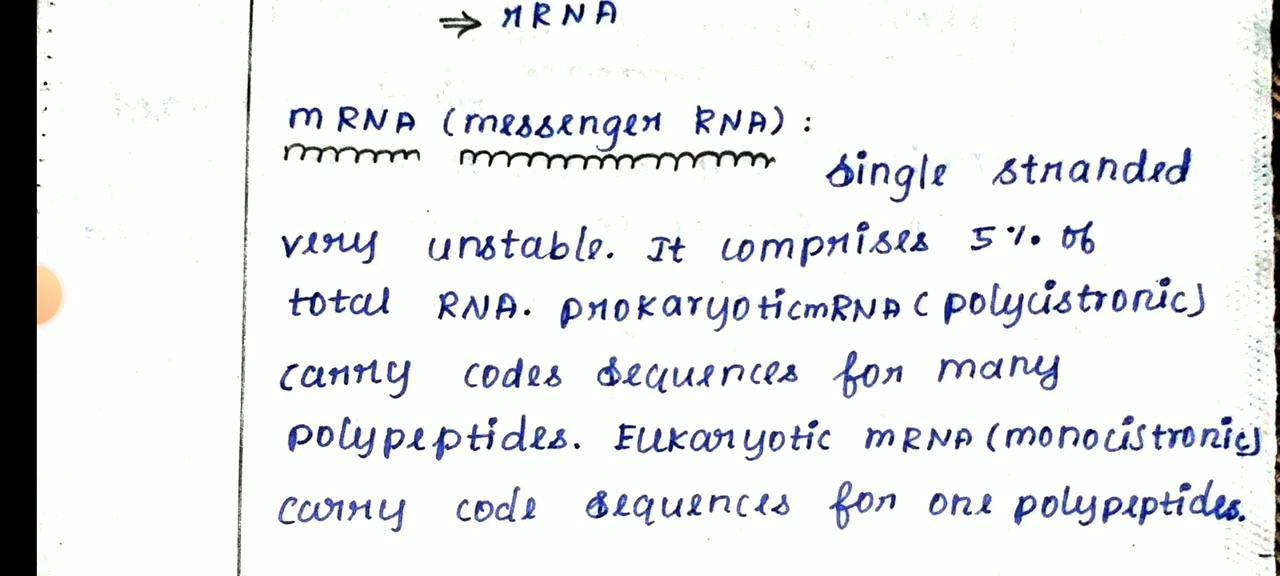 ⇒ rRNA
mRNA (messenger RNA) :
single stranded
very unstable. It comprises 5% of
total RNA. prokaryoticmRNA (polycistronic)
carry codes sequences for many
polypeptides. Eukaryotic mRNA (monocistronic)
carry code sequences for one polypeptides.